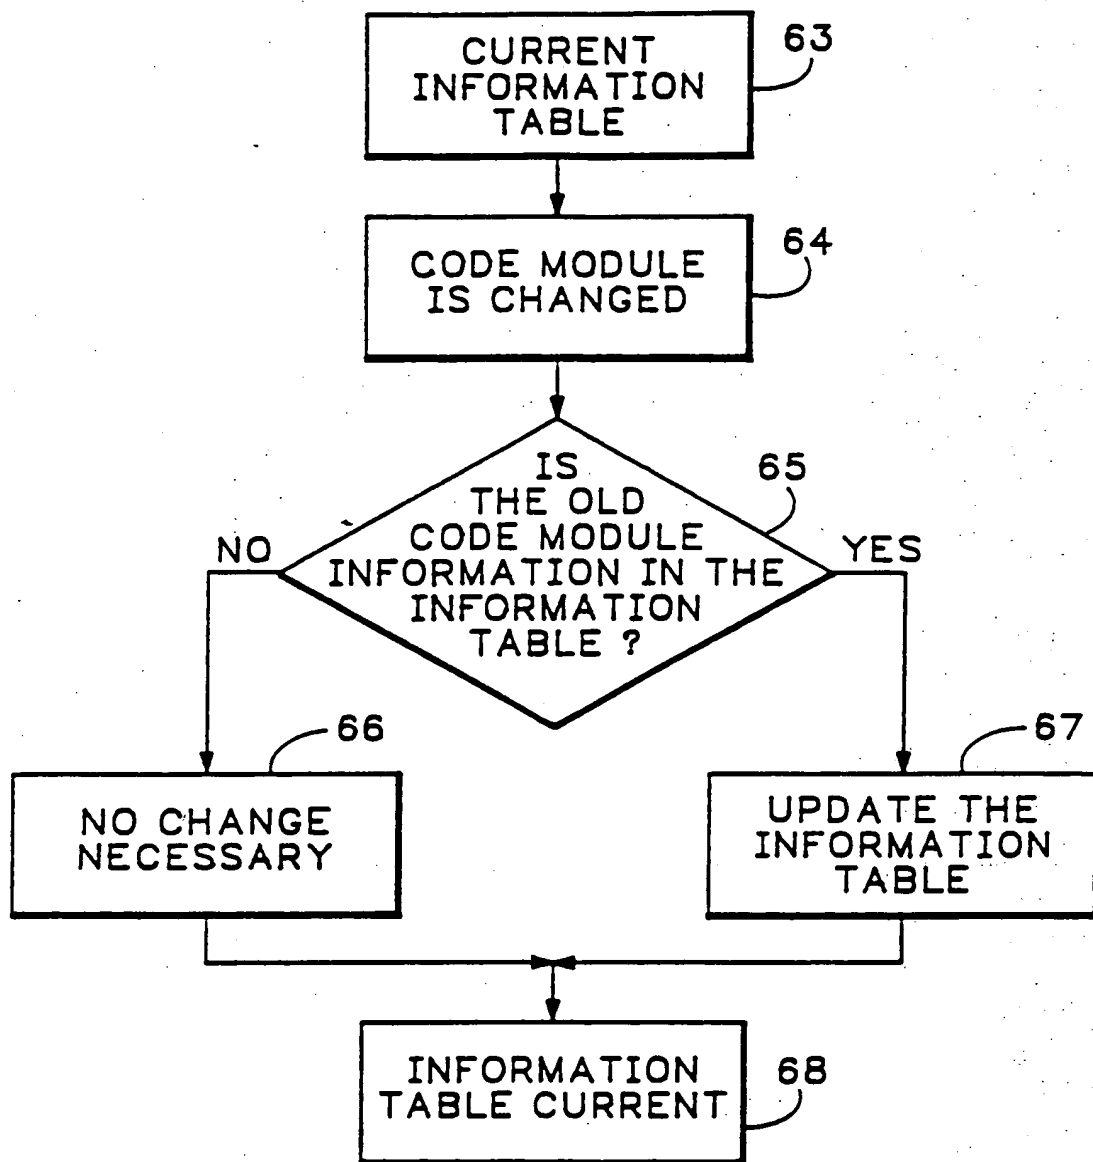 CURRENT
INFORMATION
TABLE
63
CODE MODULE
IS CHANGED
64
IS
THE OLD
CODE MODULE
INFORMATION IN THE
INFORMATION
TABLE ?
65
NO
YES
66
NO CHANGE
NECESSARY
67
UPDATE THE
INFORMATION
TABLE
INFORMATION
TABLE CURRENT
68